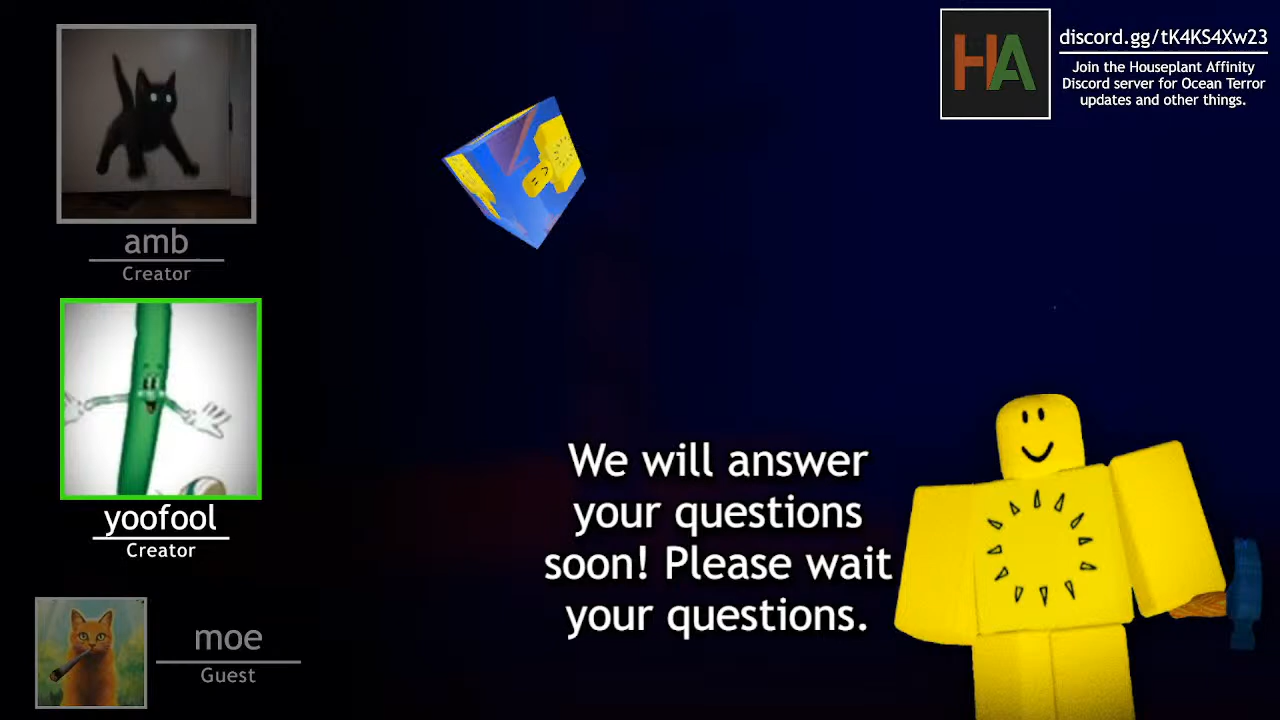 amb
Creator
yoofool
Creator
moe
Guest
HA
discord.gg/tK4KS4Xw23
Join the Houseplant Affinity
Discord server for Ocean Terror
updates and other things.
We will answer
your questions
soon! Please wait
your questions.